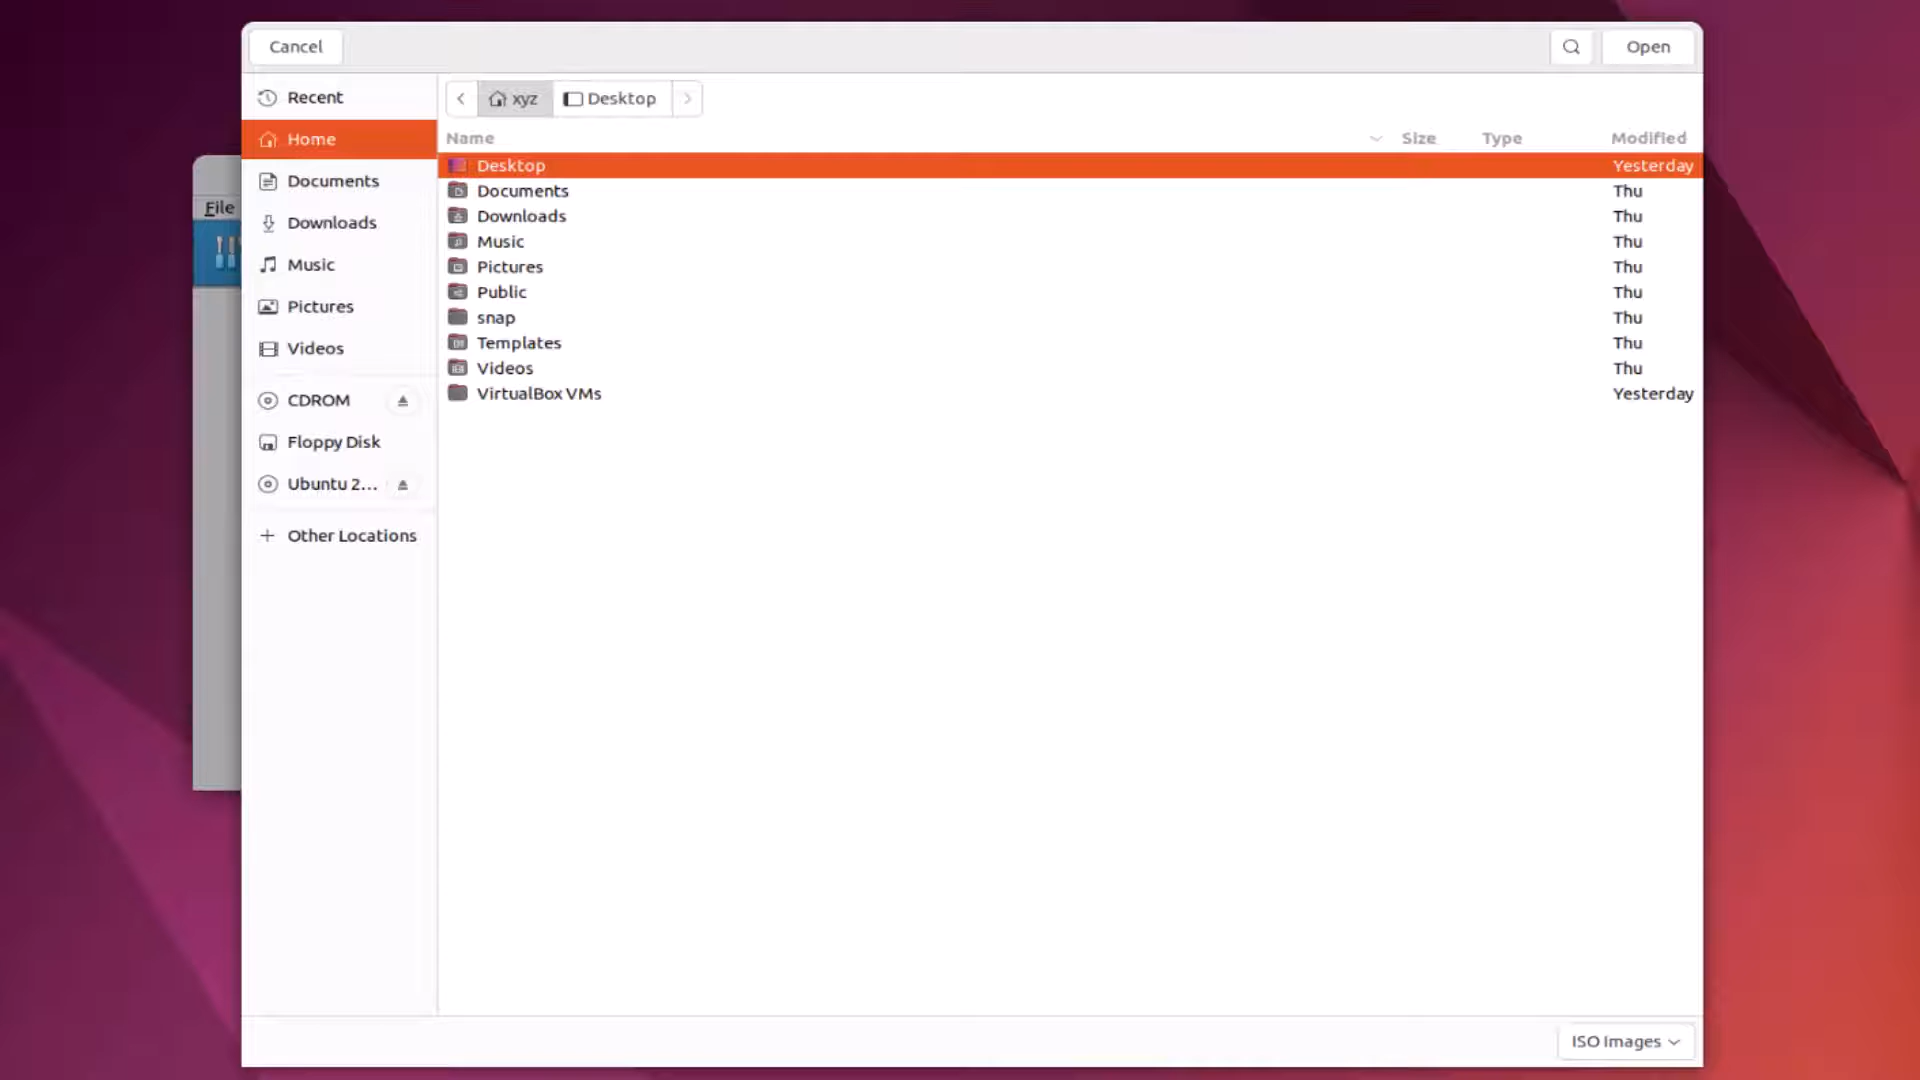 Cancel
Open
Recent
Home
Documents
Downloads
Music
Pictures
Videos
CDROM
Floppy Disk
Ubuntu 2...
Other Locations
File
xyz
Desktop
Name Size Type Modified
Desktop Yesterday
Documents Thu
Downloads Thu
Music Thu
Pictures Thu
Public Thu
snap Thu
Templates Thu
Videos Thu
VirtualBox VMs Yesterday
ISO Images